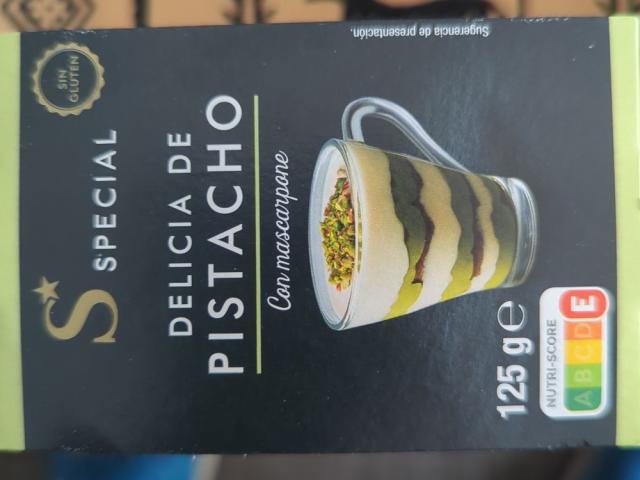 SIN
GLUTEN
S
SPECIAL
DELICIA DE
PISTACHO
Con mascarpone
Sugerencia de presentación.
125 g e
NUTRI-SCORE
A B C D E